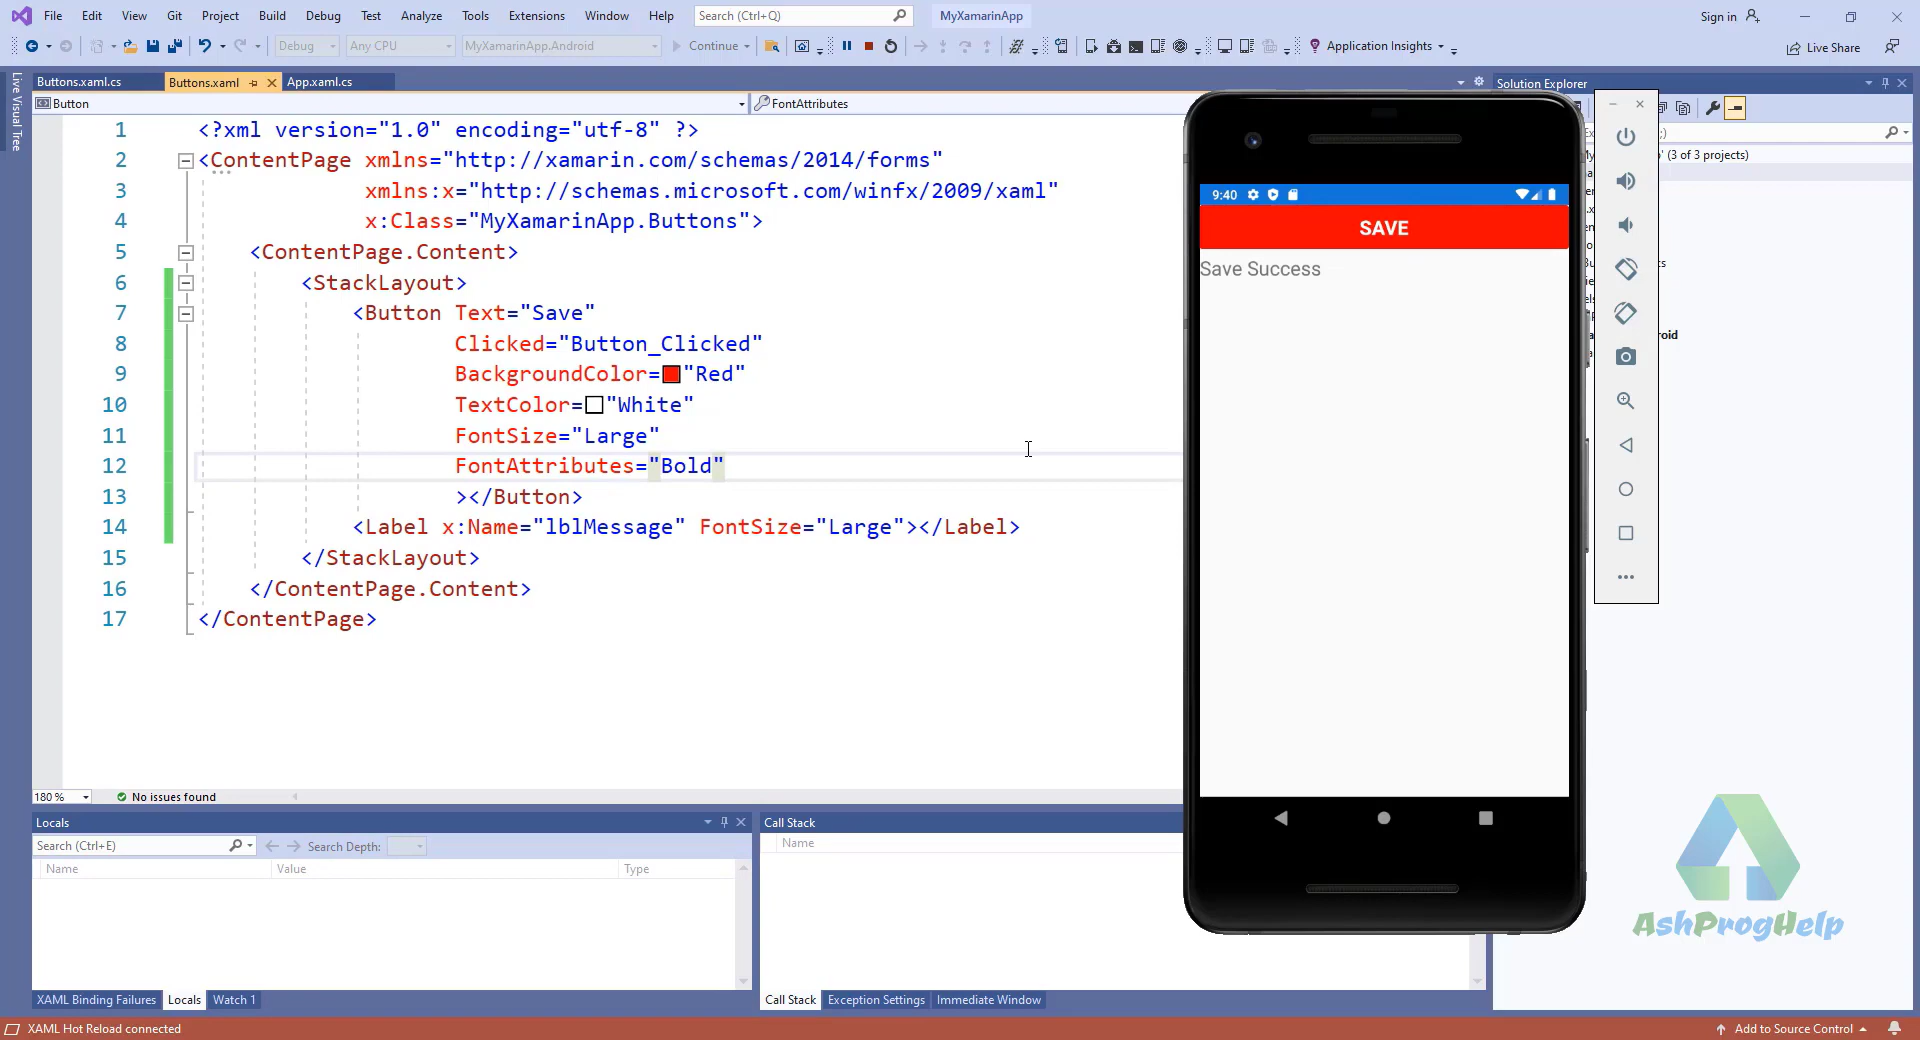 File Edit View Git Project Build Debug Test Analyze Tools Extensions Window Help Search (Ctrl+Q) MyXamarinApp Sign in
Debug Any CPU MyXamarinApp.Android Continue Application Insights Live Share
Live Visual Tree
Buttons.xaml.cs Buttons.xaml App.xaml.cs
Solution Explorer
Button FontAttributes
(3 of 3 projects)
1 <?xml version="1.0" encoding="utf-8" ?>
2 <ContentPage xmlns="http://xamarin.com/schemas/2014/forms"
3 xmlns:x="http://schemas.microsoft.com/winfx/2009/xaml"
4 x:Class="MyXamarinApp.Buttons">
5 <ContentPage.Content>
6 <StackLayout>
7 <Button Text="Save"
8 Clicked="Button_Clicked"
9 BackgroundColor="Red"
10 TextColor="White"
11 FontSize="Large"
12 FontAttributes="Bold"
13 ></Button>
14 <Label x:Name="lblMessage" FontSize="Large"></Label>
15 </StackLayout>
16 </ContentPage.Content>
17 </ContentPage>
9:40
SAVE
Save Success
180 % No issues found
Locals
Search (Ctrl+E) Search Depth:
Name Value Type
Call Stack
Name
XAML Binding Failures Locals Watch 1
Call Stack Exception Settings Immediate Window
AshProgHelp
XAML Hot Reload connected Add to Source Control